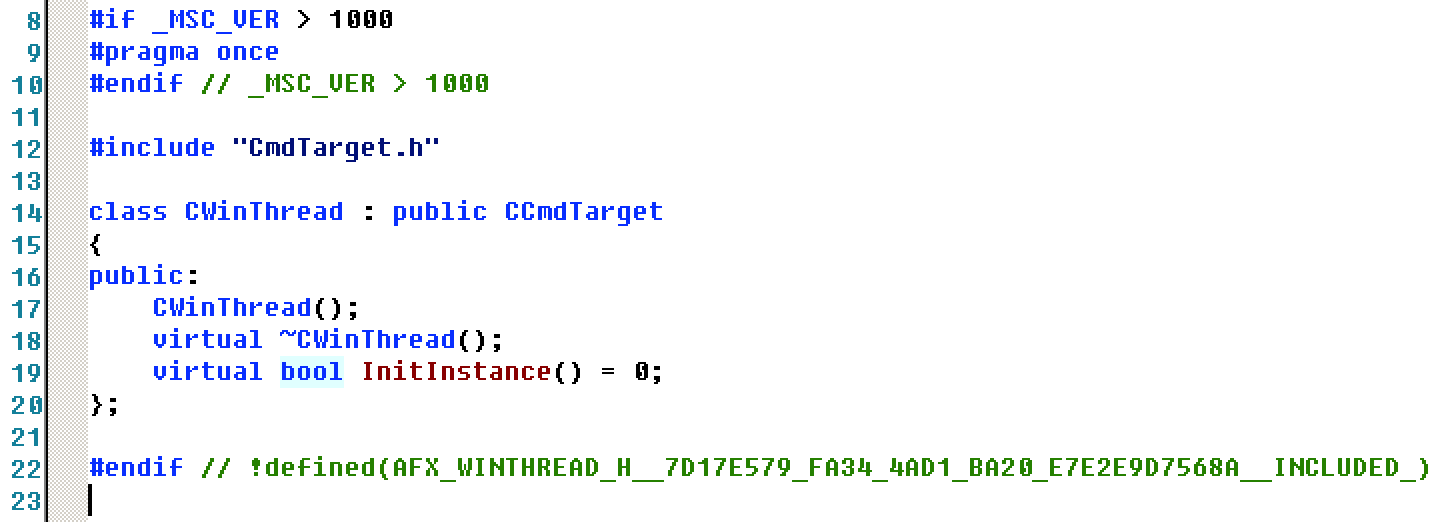 8 #if _MSC_VER > 1000
9 #pragma once
10 #endif // _MSC_VER > 1000
11
12 #include "CmdTarget.h"
13
14 class CWinThread : public CCmdTarget
15 {
16 public:
17     CWinThread();
18     virtual ~CWinThread();
19     virtual bool InitInstance() = 0;
20 };
21
22 #endif // !defined(AFX_WINTHREAD_H__7D17E579_FA34_4AD1_BA20_E7E2E9D7568A__INCLUDED_)
23